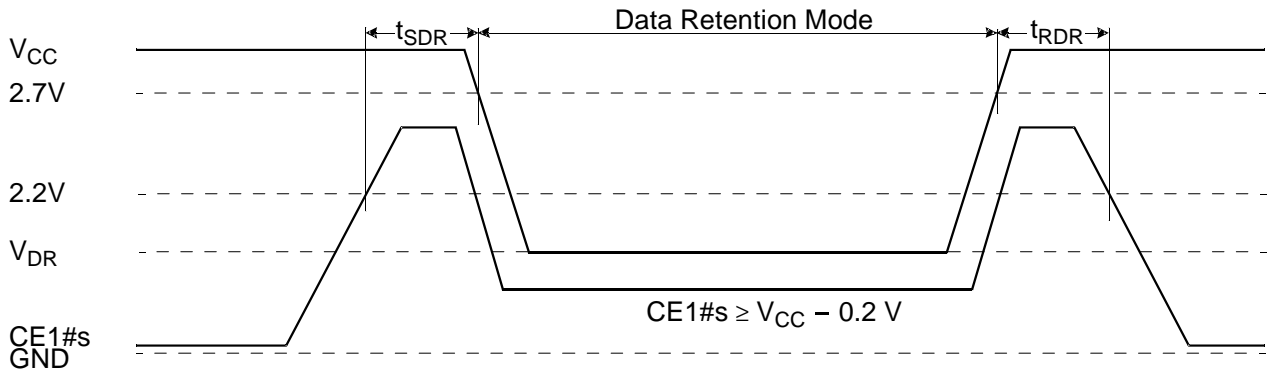 Data Retention Mode
tSDR
tRDR
VCC
2.7V
2.2V
VDR
CE1#s ≥ VCC − 0.2 V
CE1#s
GND